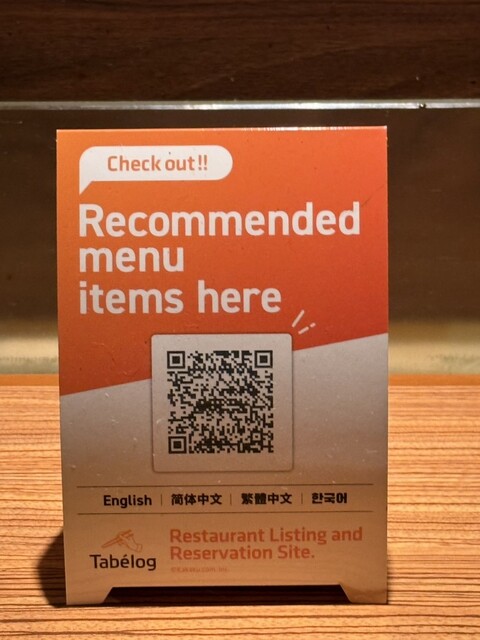 Check out!!
Recommended
menu
items here
English | 简体中文 | 繁體中文 | 한국어
Tabélog
Restaurant Listing and
Reservation Site.